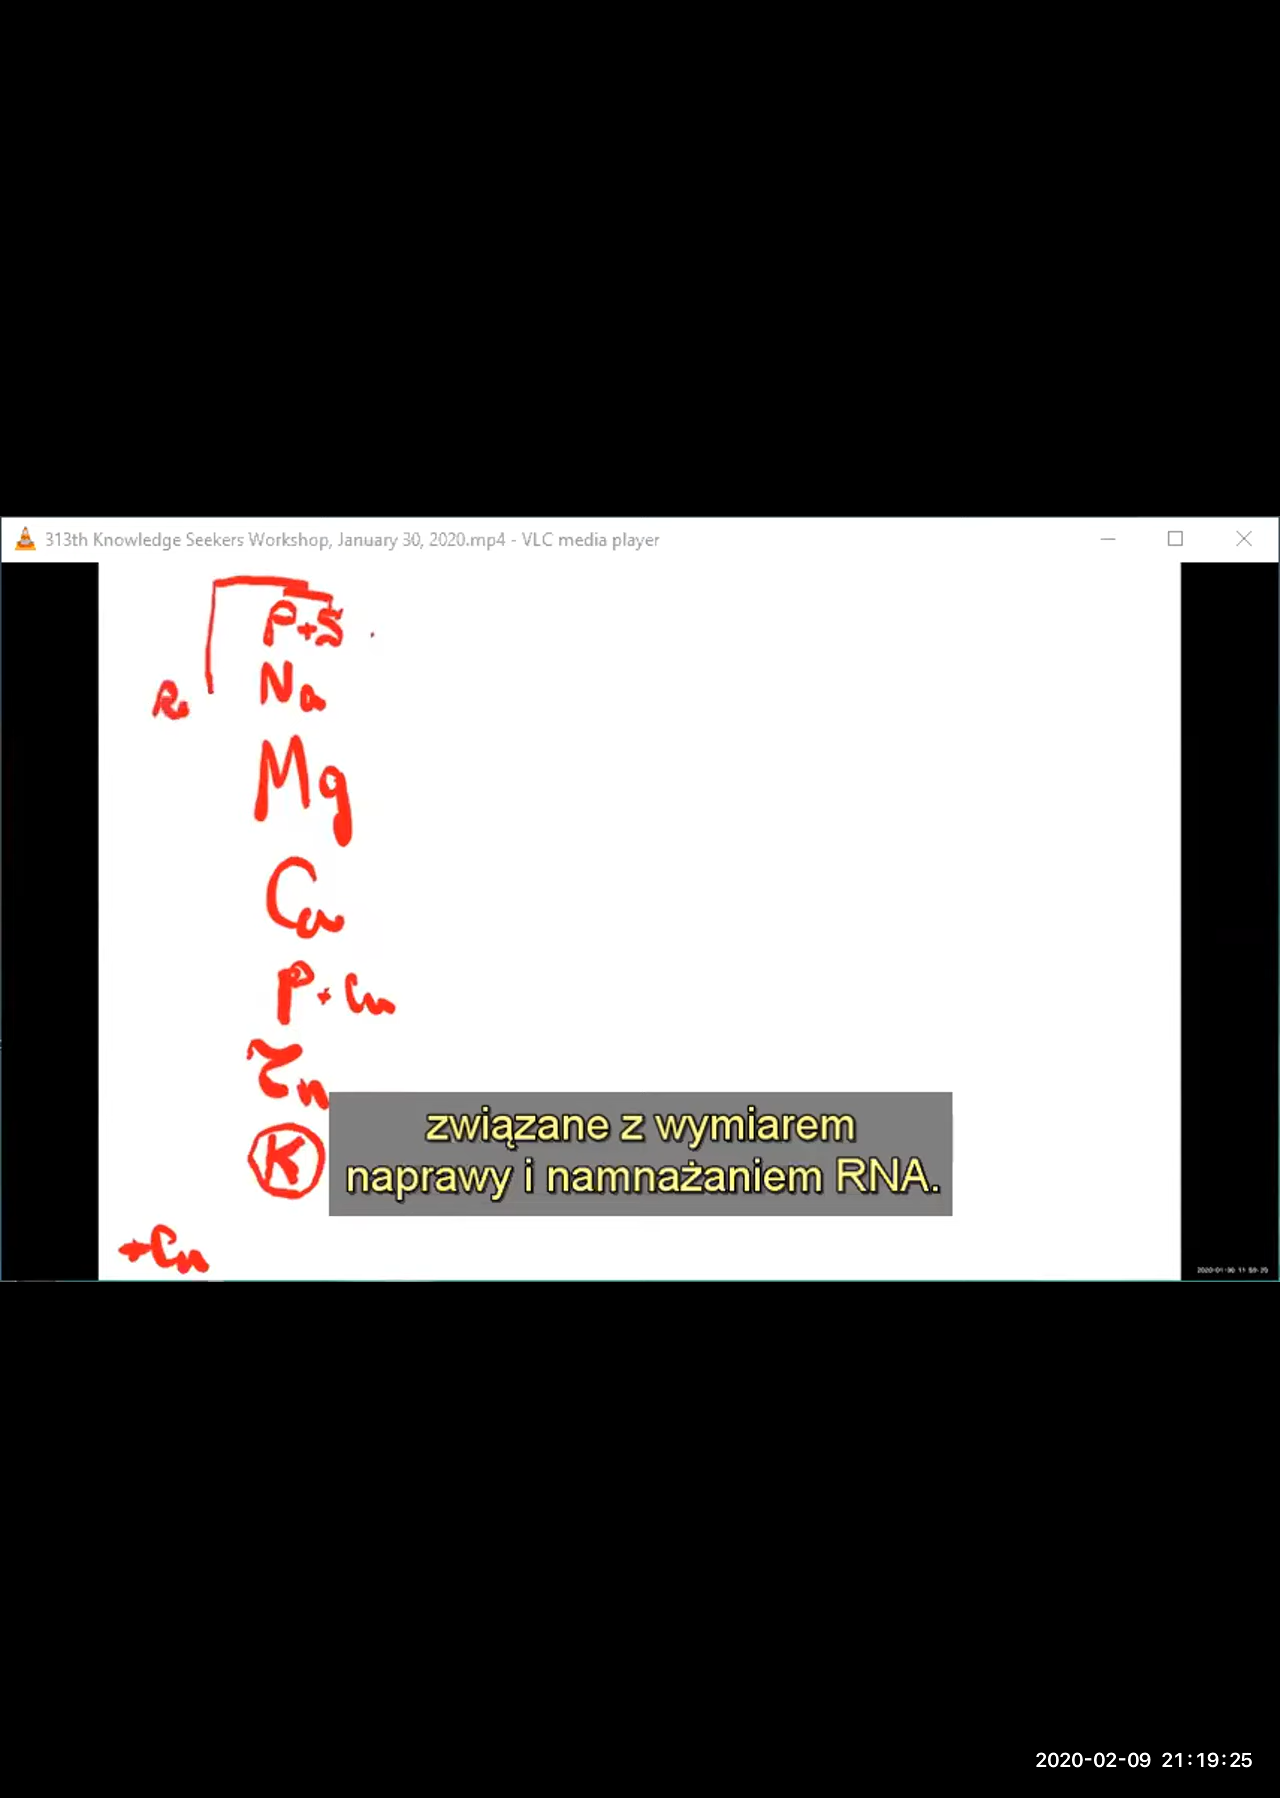 313th Knowledge Seekers Workshop, January 30, 2020.mp4 - VLC media player
P+S
Na
Mg
Ca
P+Cu
Zn
K
związane z wymiarem
naprawy i namnażaniem RNA.
+Cu
2020-02-09 21:19:25